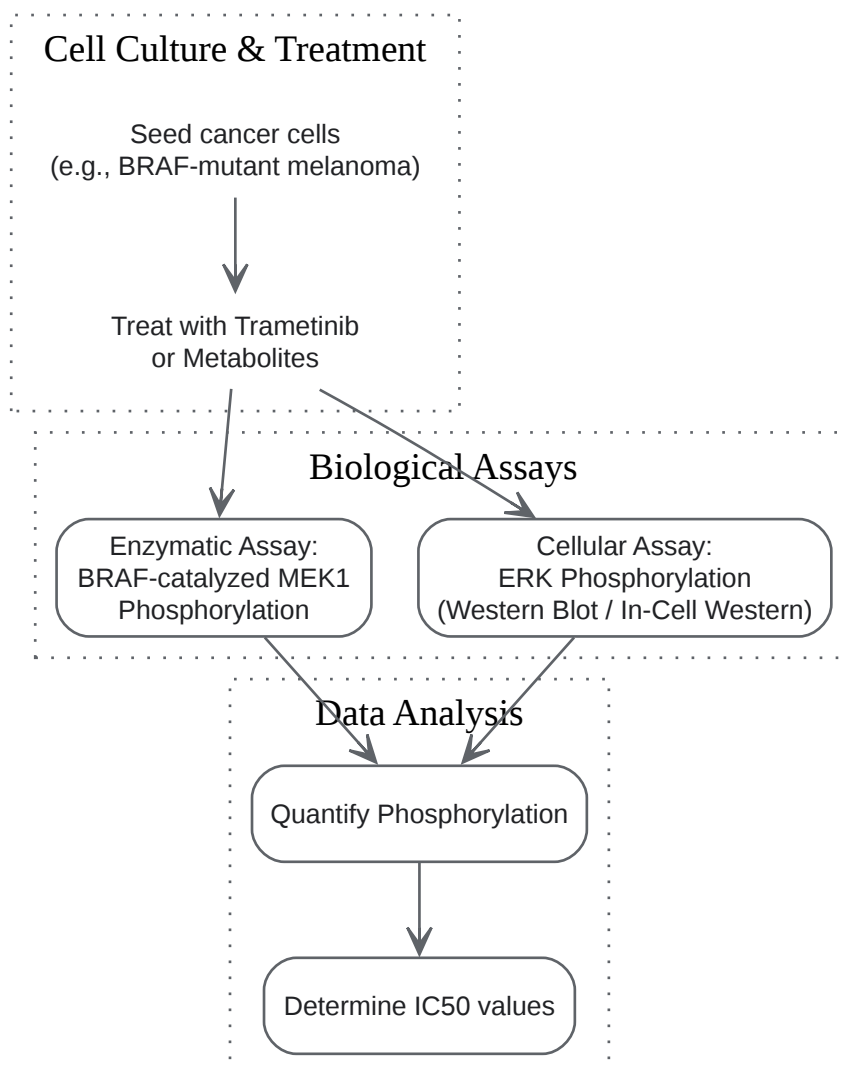 Cell Culture & Treatment
Seed cancer cells
(e.g., BRAF-mutant melanoma)
Treat with Trametinib
or Metabolites
Biological Assays
Enzymatic Assay:
BRAF-catalyzed MEK1
Phosphorylation
Cellular Assay:
ERK Phosphorylation
(Western Blot / In-Cell Western)
Data Analysis
Quantify Phosphorylation
Determine IC50 values